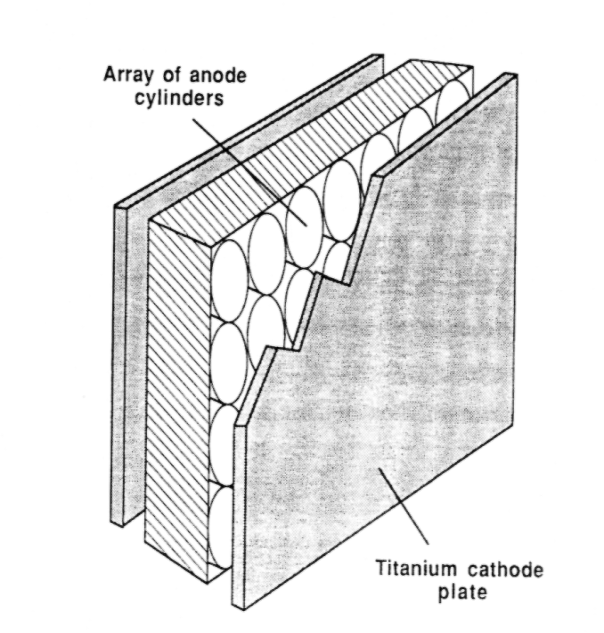 Array of anode
cylinders
Titanium cathode
plate